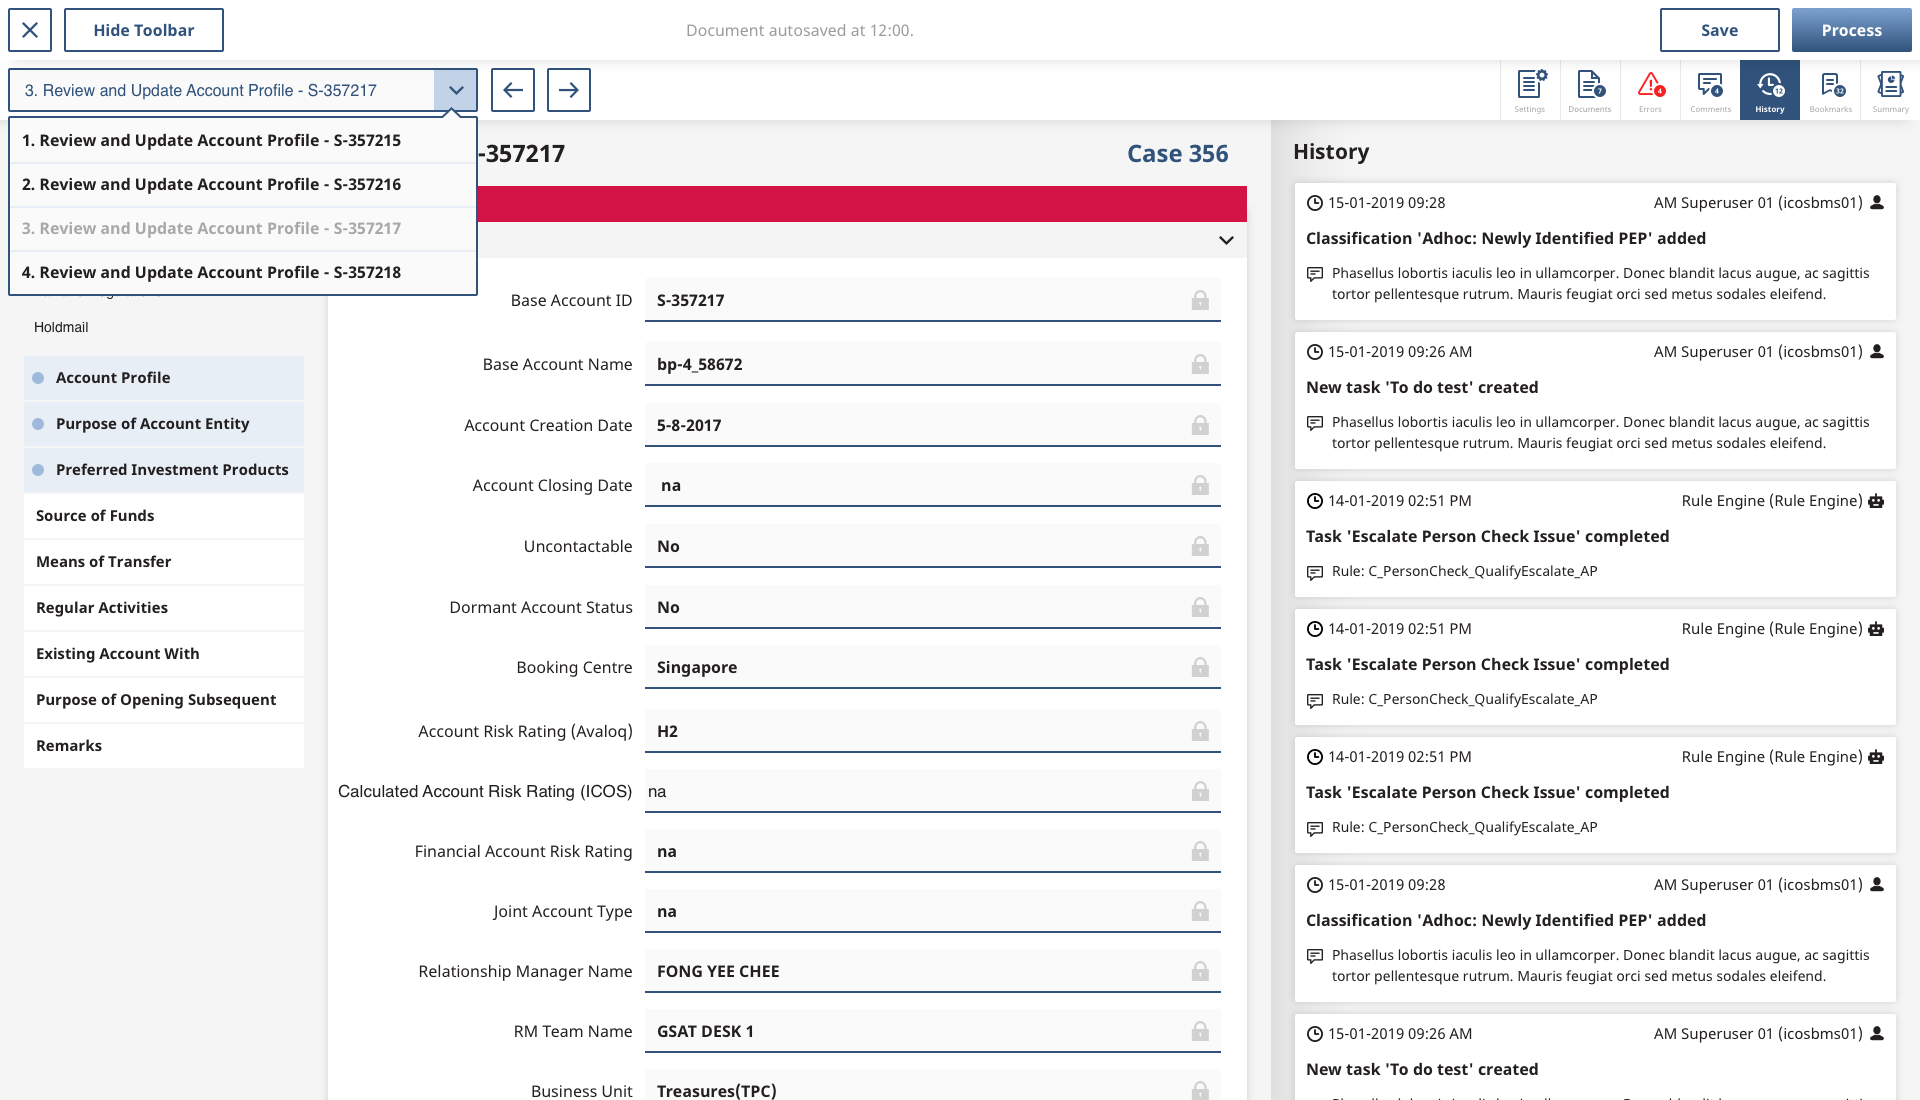 Hide Toolbar
Document autosaved at 12:00.
Save
Process
3. Review and Update Account Profile - S-357217
Settings
7
Documents
4
Errors
4
Comments
12
History
32
Bookmarks
Summary
1. Review and Update Account Profile - S-357215
2. Review and Update Account Profile - S-357216
3. Review and Update Account Profile - S-357217
4. Review and Update Account Profile - S-357218
-357217
Case 356
Holdmail
Account Profile
Purpose of Account Entity
Preferred Investment Products
Source of Funds
Means of Transfer
Regular Activities
Existing Account With
Purpose of Opening Subsequent
Remarks
Base Account ID S-357217
Base Account Name bp-4_58672
Account Creation Date 5-8-2017
Account Closing Date na
Uncontactable No
Dormant Account Status No
Booking Centre Singapore
Account Risk Rating (Avaloq) H2
Calculated Account Risk Rating (ICOS) na
Financial Account Risk Rating na
Joint Account Type na
Relationship Manager Name FONG YEE CHEE
RM Team Name GSAT DESK 1
Business Unit Treasures(TPC)
History
15-01-2019 09:28 AM Superuser 01 (icosbms01)
Classification 'Adhoc: Newly Identified PEP' added
Phasellus lobortis iaculis leo in ullamcorper. Donec blandit lacus augue, ac sagittis
tortor pellentesque rutrum. Mauris feugiat orci sed metus sodales eleifend.
15-01-2019 09:26 AM AM Superuser 01 (icosbms01)
New task 'To do test' created
Phasellus lobortis iaculis leo in ullamcorper. Donec blandit lacus augue, ac sagittis
tortor pellentesque rutrum. Mauris feugiat orci sed metus sodales eleifend.
14-01-2019 02:51 PM Rule Engine (Rule Engine)
Task 'Escalate Person Check Issue' completed
Rule: C_PersonCheck_QualifyEscalate_AP
14-01-2019 02:51 PM Rule Engine (Rule Engine)
Task 'Escalate Person Check Issue' completed
Rule: C_PersonCheck_QualifyEscalate_AP
14-01-2019 02:51 PM Rule Engine (Rule Engine)
Task 'Escalate Person Check Issue' completed
Rule: C_PersonCheck_QualifyEscalate_AP
15-01-2019 09:28 AM Superuser 01 (icosbms01)
Classification 'Adhoc: Newly Identified PEP' added
Phasellus lobortis iaculis leo in ullamcorper. Donec blandit lacus augue, ac sagittis
tortor pellentesque rutrum. Mauris feugiat orci sed metus sodales eleifend.
15-01-2019 09:26 AM AM Superuser 01 (icosbms01)
New task 'To do test' created